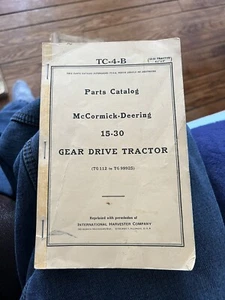 TC-4-B
Parts Catalog
McCormick-Deering
15-30
GEAR DRIVE TRACTOR
(TG 112 to TG 99925)
Reprinted with permission of
INTERNATIONAL HARVESTER COMPANY